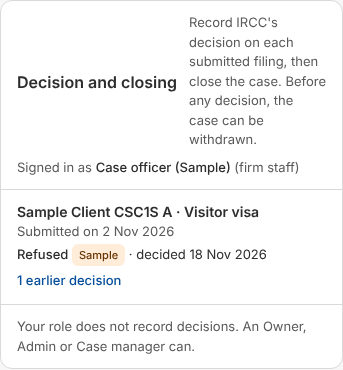 Decision and closing
Record IRCC's
decision on each
submitted filing, then
close the case. Before
any decision, the
case can be
withdrawn.
Signed in as Case officer (Sample) (firm staff)
Sample Client CSC1S A · Visitor visa
Submitted on 2 Nov 2026
Refused Sample · decided 18 Nov 2026
1 earlier decision
Your role does not record decisions. An Owner,
Admin or Case manager can.